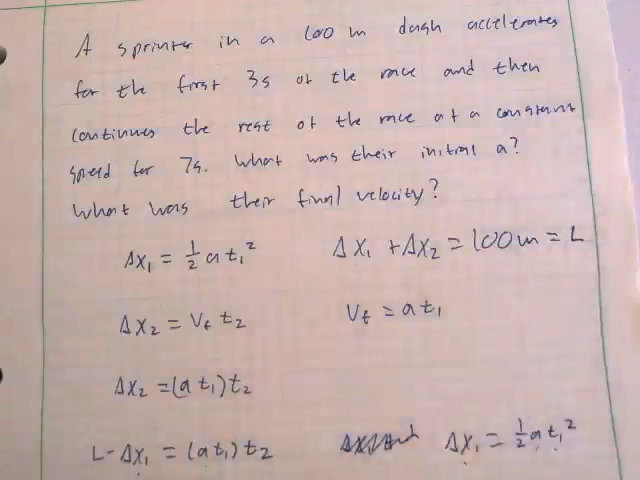 A sprinter in a 100 m dash accelerates
for the first 3s of the race and then
continues the rest of the race at a constant
speed for 7s. What was their initial a?
What was their final velocity?
Δx₁ = ½ a t₁²    Δx₁ + Δx₂ = 100m = L
Δx₂ = V_f t₂    V_f = a t₁
Δx₂ = (a t₁) t₂
L - Δx₁ = (a t₁) t₂    Δx₁ = ½ a t₁²